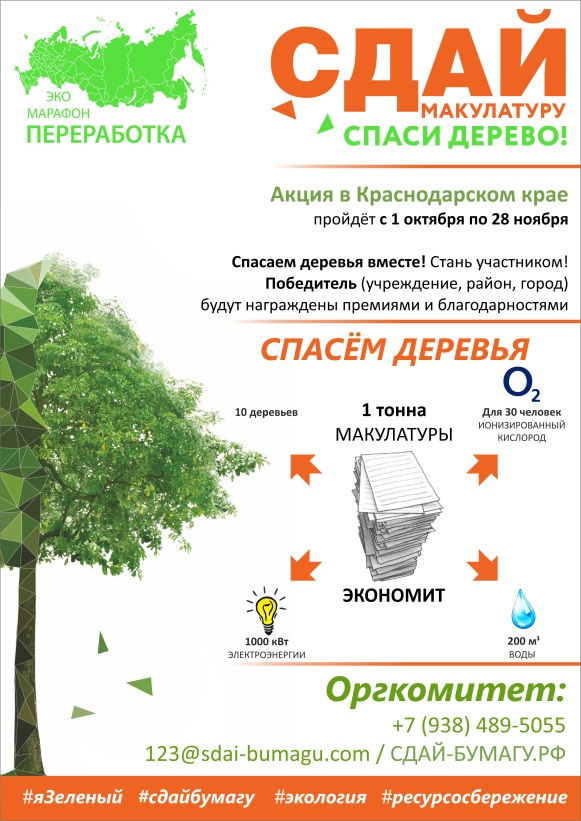 ЭКО
МАРАФОН
ПЕРЕРАБОТКА
СДАЙ
МАКУЛАТУРУ
СПАСИ ДЕРЕВО!
Акция в Краснодарском крае
пройдёт с 1 октября по 28 ноября
Спасаем деревья вместе! Стань участником!
Победитель (учреждение, район, город)
будут награждены премиями и благодарностями
СПАСЁМ ДЕРЕВЬЯ
O2
10 деревьев
1 тонна
МАКУЛАТУРЫ
Для 30 человек
ИОНИЗИРОВАННЫЙ
КИСЛОРОД
ЭКОНОМИТ
1000 кВт
ЭЛЕКТРОЭНЕРГИИ
200 м³
ВОДЫ
Оргкомитет:
+7 (938) 489-5055
123@sdai-bumagu.com / СДАЙ-БУМАГУ.РФ
#яЗеленый #сдайбумагу #экология #ресурсосбережение